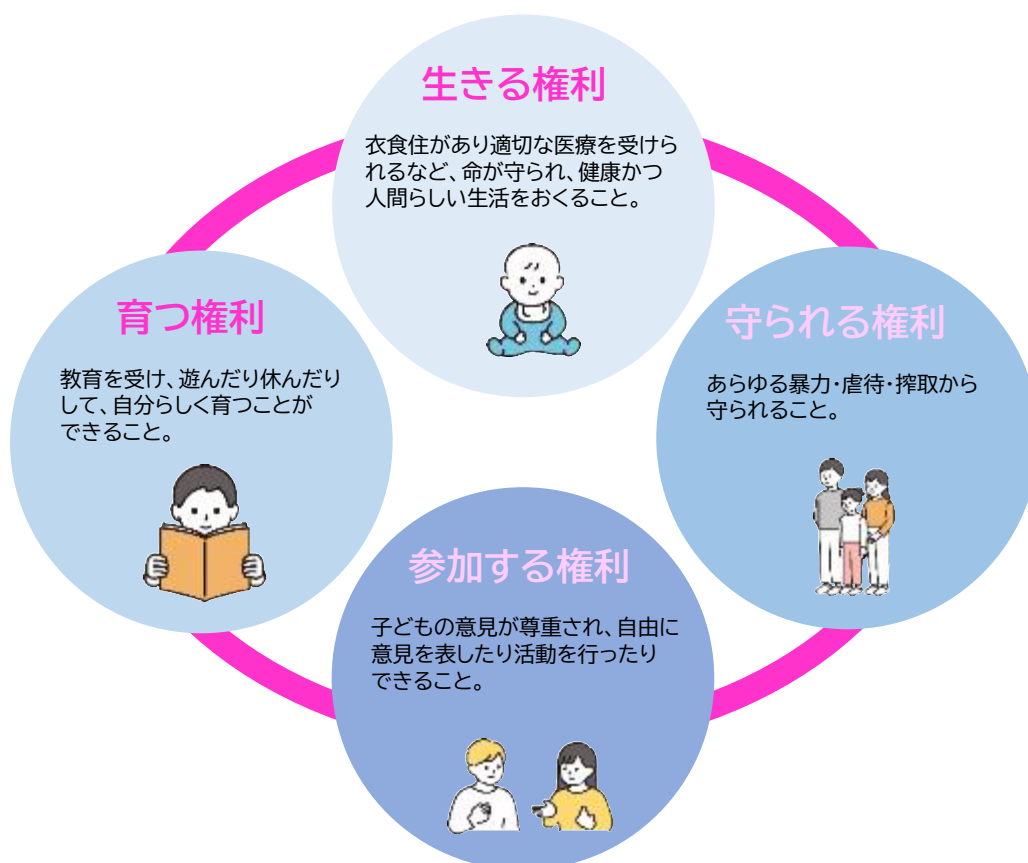 生きる権利
衣食住があり適切な医療を受けら
れるなど、命が守られ、健康かつ
人間らしい生活をおくること。
育つ権利
教育を受け、遊んだり休んだり
して、自分らしく育つことが
できること。
守られる権利
あらゆる暴力・虐待・搾取から
守られること。
参加する権利
子どもの意見が尊重され、自由に
意見を表したり活動を行ったり
できること。